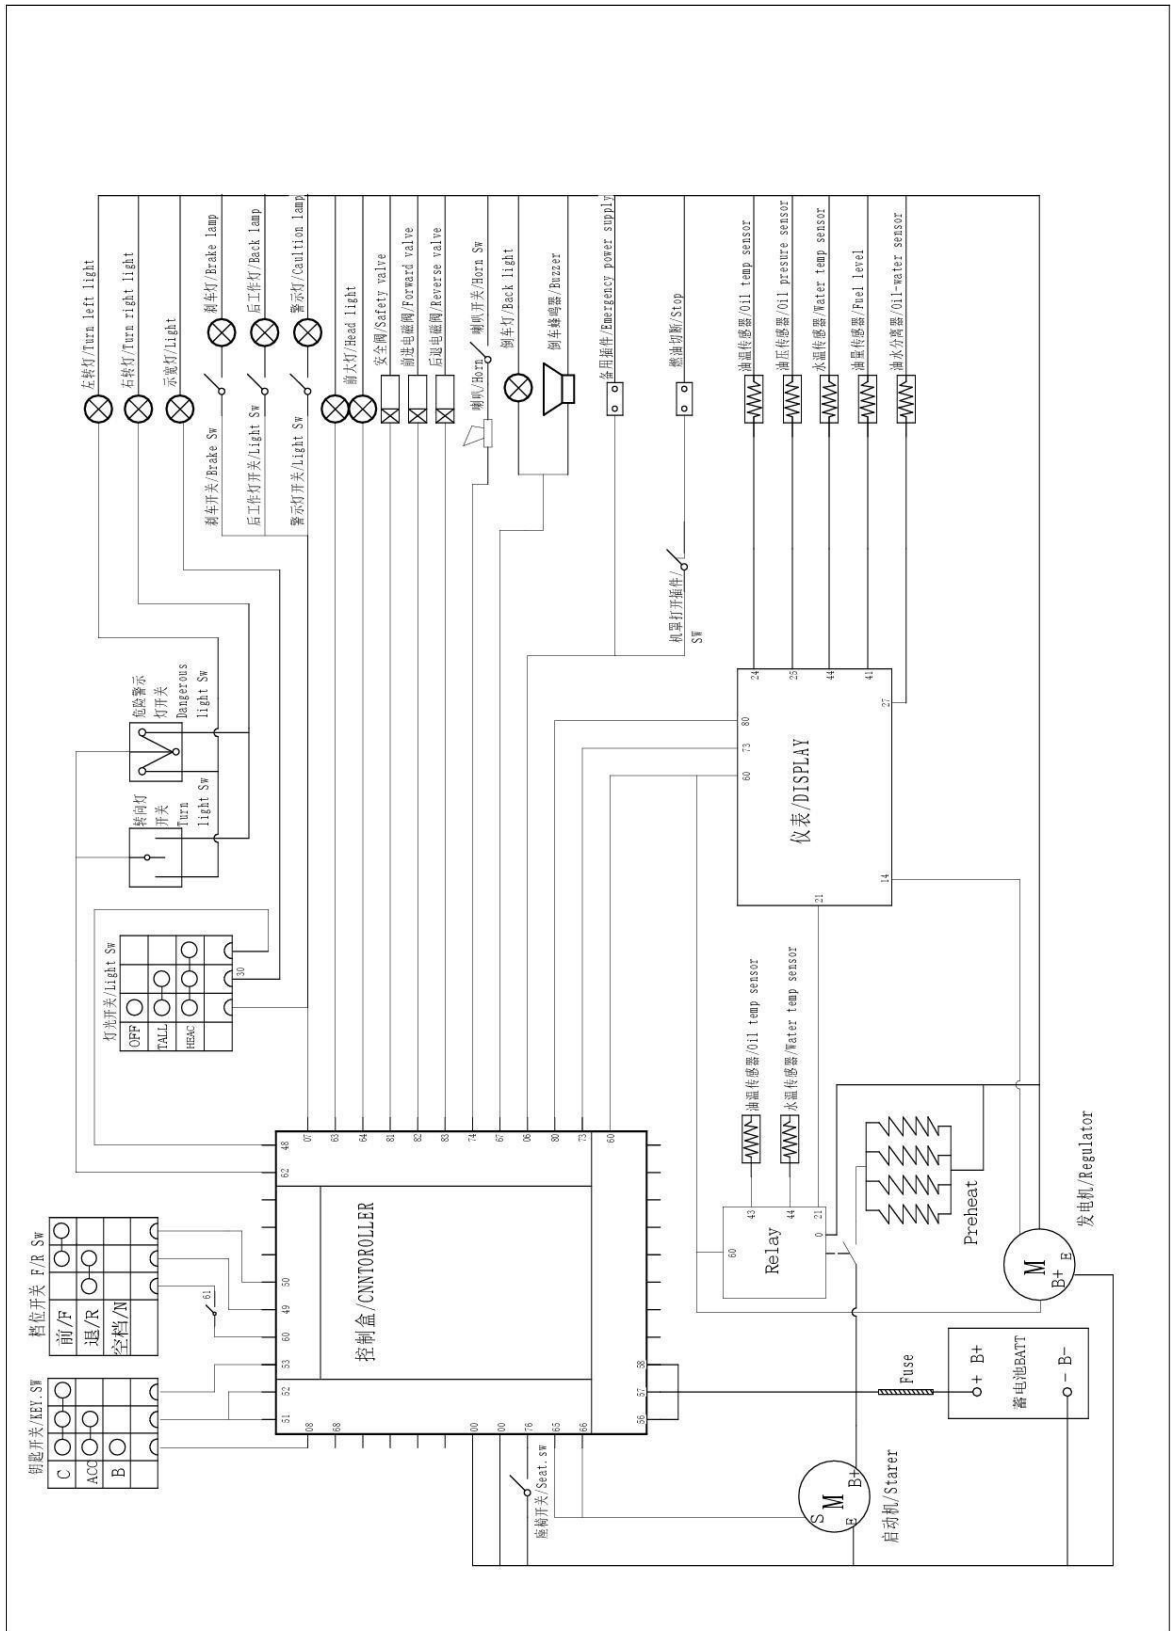 钥匙开关/KEY.SW
C
ACC
B
档位开关 F/R Sw
前/F
退/R
空档/N
61
灯光开关/Light Sw
OFF
TALL
HEAC
30
转向灯
开关
Turn
light Sw
危险警示
灯开关
Dangerous
light Sw
左转灯/Turn left light
右转灯/Turn right light
示宽灯/Light
刹车开关/Brake Sw
刹车灯/Brake lamp
后工作灯开关/Light Sw
后工作灯/Back lamp
警示灯开关/Light Sw
警示灯/Caultion lamp
前大灯/Head light
安全阀/Safety valve
前进电磁阀/Forward valve
后退电磁阀/Reverse valve
喇叭/Horn
喇叭开关/Horn Sw
倒车灯/Back light
倒车蜂鸣器/Buzzer
备用插件/Emergency power supply
机罩打开插件/
SW
燃油切断/Stop
油温传感器/Oil temp sensor
油压传感器/Oil presure sensor
水温传感器/Water temp sensor
油量传感器/Fuel level
油水分离器/Oil-water sensor
08
51
52
53
60
49
50
62
48
控制盒/CNNTOROLLER
68
07
63
64
81
82
83
74
67
06
80
73
60
00
00
76
65
66
56
57
58
座椅开关/Seat.sw
仪表/DISPLAY
60
73
80
24
25
44
41
27
21
14
油温传感器/Oil temp sensor
水温传感器/Water temp sensor
Relay
60
43
44
21
0
Preheat
Fuse
启动机/Starer
S
M
B+
E
蓄电池BATT
+ B+
- B-
发电机/Regulator
M
B+
E